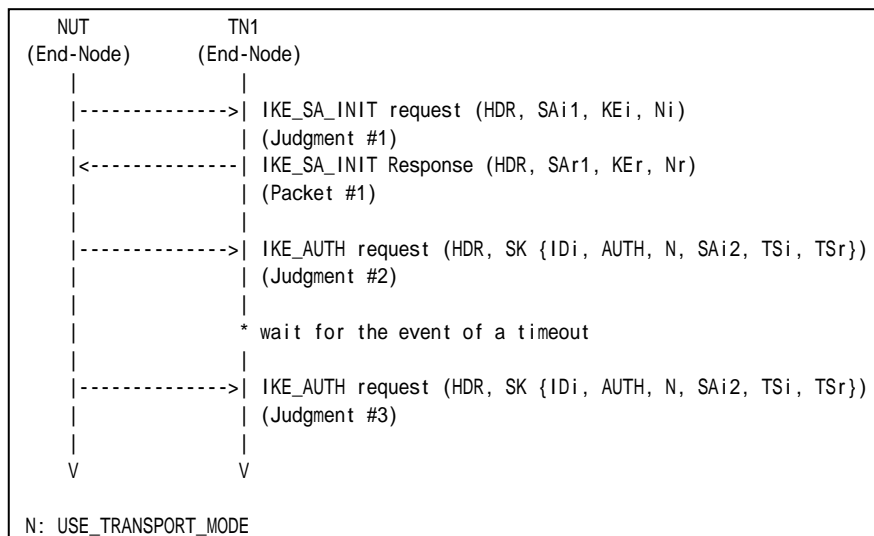 NUT TN1
(End-Node) (End-Node)
| |
|-------------->| IKE_SA_INIT request (HDR, SAi1, KEi, Ni)
| | (Judgment #1)
|<--------------| IKE_SA_INIT Response (HDR, SAr1, KEr, Nr)
| | (Packet #1)
| |
|-------------->| IKE_AUTH request (HDR, SK {IDi, AUTH, N, SAi2, TSi, TSr})
| | (Judgment #2)
| |
| * wait for the event of a timeout
| |
|-------------->| IKE_AUTH request (HDR, SK {IDi, AUTH, N, SAi2, TSi, TSr})
| | (Judgment #3)
| |
V V
N: USE_TRANSPORT_MODE